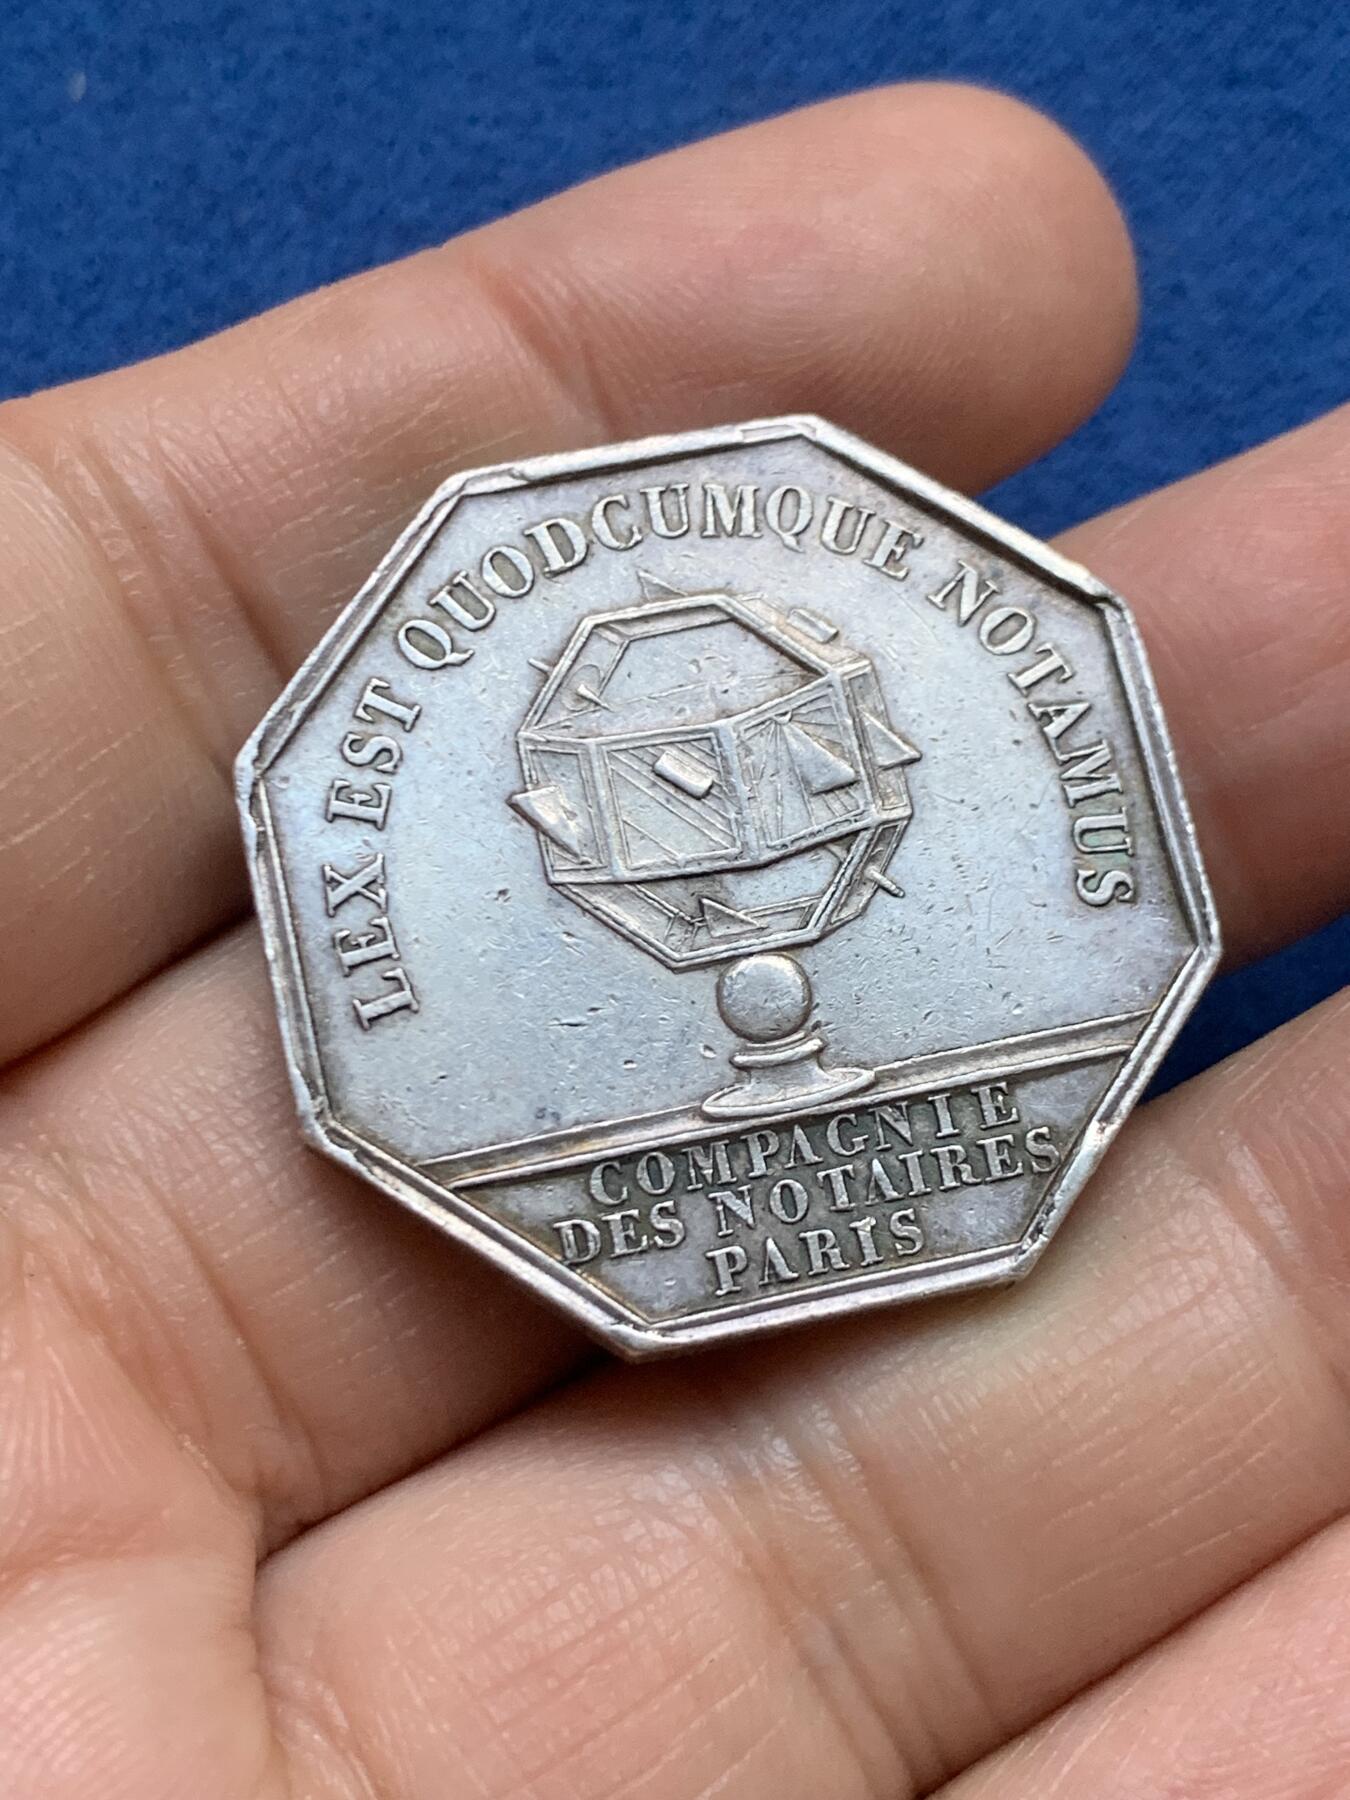 LEX EST QUODCUMQUE NOTAMUS
COMPAGNIE
DES NOTAIRES
PARIS